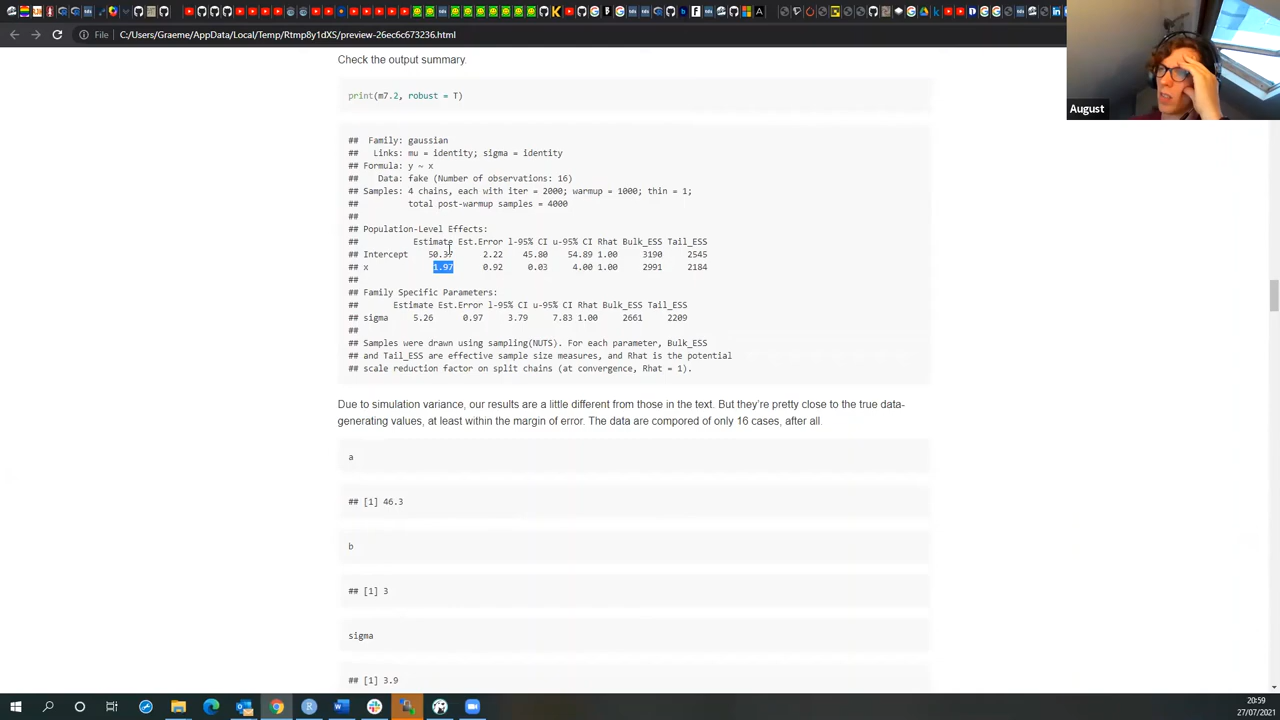 C:/Users/Graeme/AppData/Local/Temp/Rtmp8y1dXS/preview-26ec6c673236.html
August
Check the output summary.
print(m7.2, robust = T)
## Family: gaussian
## Links: mu = identity; sigma = identity
## Formula: y ~ x
## Data: fake (Number of observations: 16)
## Samples: 4 chains, each with iter = 2000; warmup = 1000; thin = 1;
## total post-warmup samples = 4000
##
## Population-Level Effects:
## Estimate Est.Error l-95% CI u-95% CI Rhat Bulk_ESS Tail_ESS
## Intercept 50.37 2.22 45.80 54.89 1.00 3190 2545
## x 1.97 0.92 0.03 4.00 1.00 2991 2184
##
## Family Specific Parameters:
## Estimate Est.Error l-95% CI u-95% CI Rhat Bulk_ESS Tail_ESS
## sigma 5.26 0.97 3.79 7.83 1.00 2661 2209
##
## Samples were drawn using sampling(NUTS). For each parameter, Bulk_ESS
## and Tail_ESS are effective sample size measures, and Rhat is the potential
## scale reduction factor on split chains (at convergence, Rhat = 1).
Due to simulation variance, our results are a little different from those in the text. But they're pretty close to the true data-
generating values, at least within the margin of error. The data are compored of only 16 cases, after all.
a
## [1] 46.3
b
## [1] 3
sigma
## [1] 3.9
20:59
27/07/2021